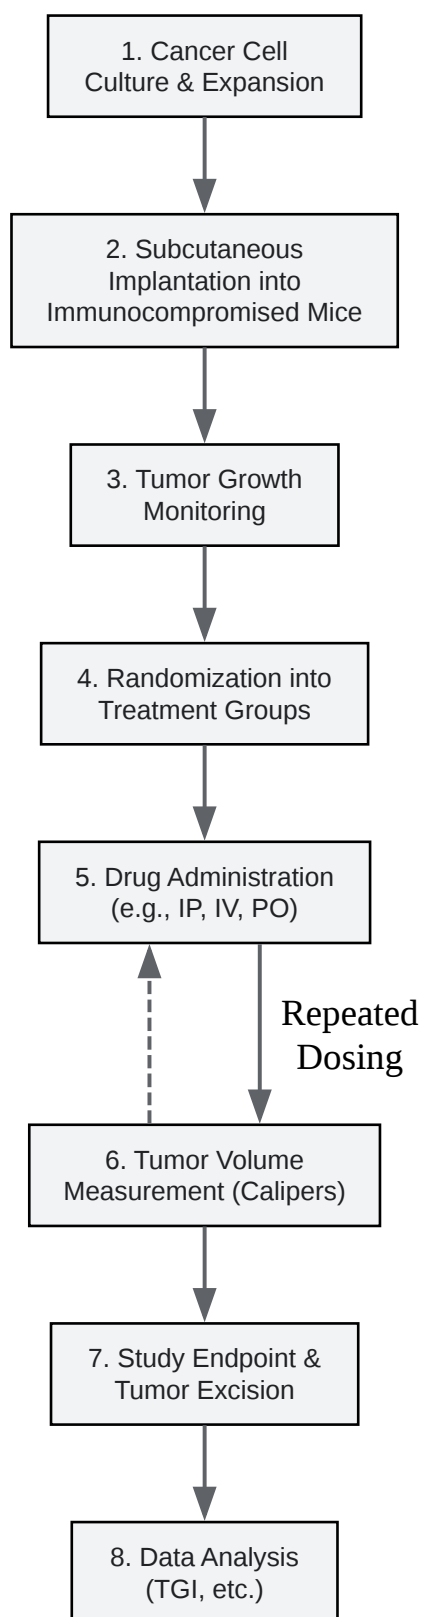 1. Cancer Cell
Culture & Expansion
2. Subcutaneous
Implantation into
Immunocompromised Mice
3. Tumor Growth
Monitoring
4. Randomization into
Treatment Groups
5. Drug Administration
(e.g., IP, IV, PO)
Repeated
Dosing
6. Tumor Volume
Measurement (Calipers)
7. Study Endpoint &
Tumor Excision
8. Data Analysis
(TGI, etc.)